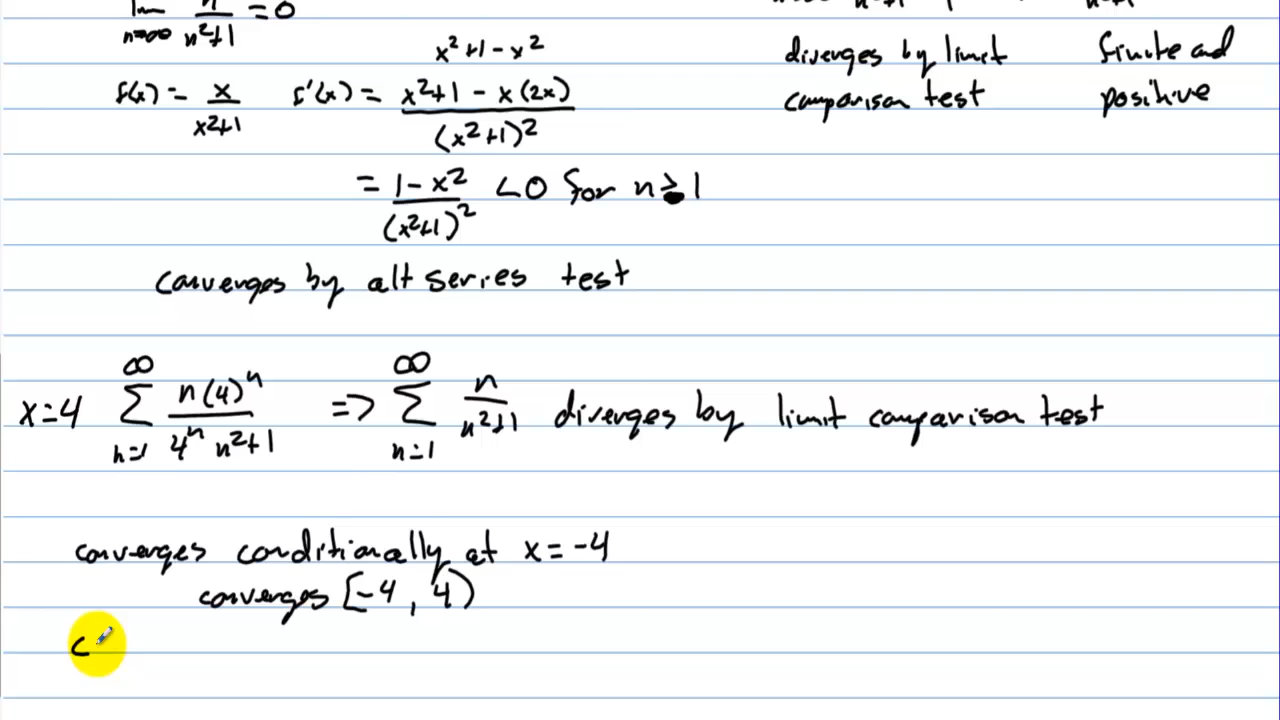 lim n→∞ n/n²+1 = 0
x²+1−x²
f(x) = x/x²+1 f'(x) = x²+1 − x(2x)/(x²+1)²
= 1−x²/(x²+1)² <0 for n ≥ 1
diverges by limit
comparison test
finite and
positive
converges by alt series test
x=4 ∞∑n=1 n(4)ⁿ/4ⁿ n²+1 => ∞∑n=1 n/n²+1 diverges by limit comparison test
converges conditionally at x = −4
converges [−4, 4)
c